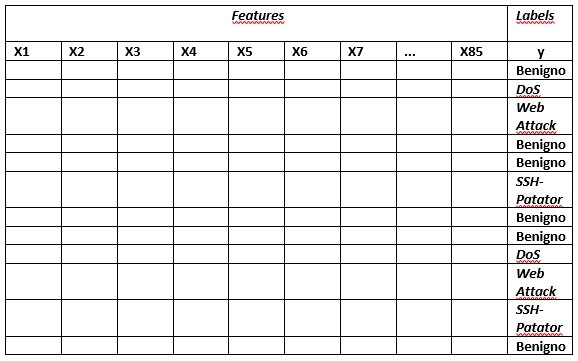 Features Labels
X1 X2 X3 X4 X5 X6 X7 ... X85 y
Benigno
DoS
Web
Attack
Benigno
Benigno
SSH-
Patator
Benigno
Benigno
DoS
Web
Attack
SSH-
Patator
Benigno